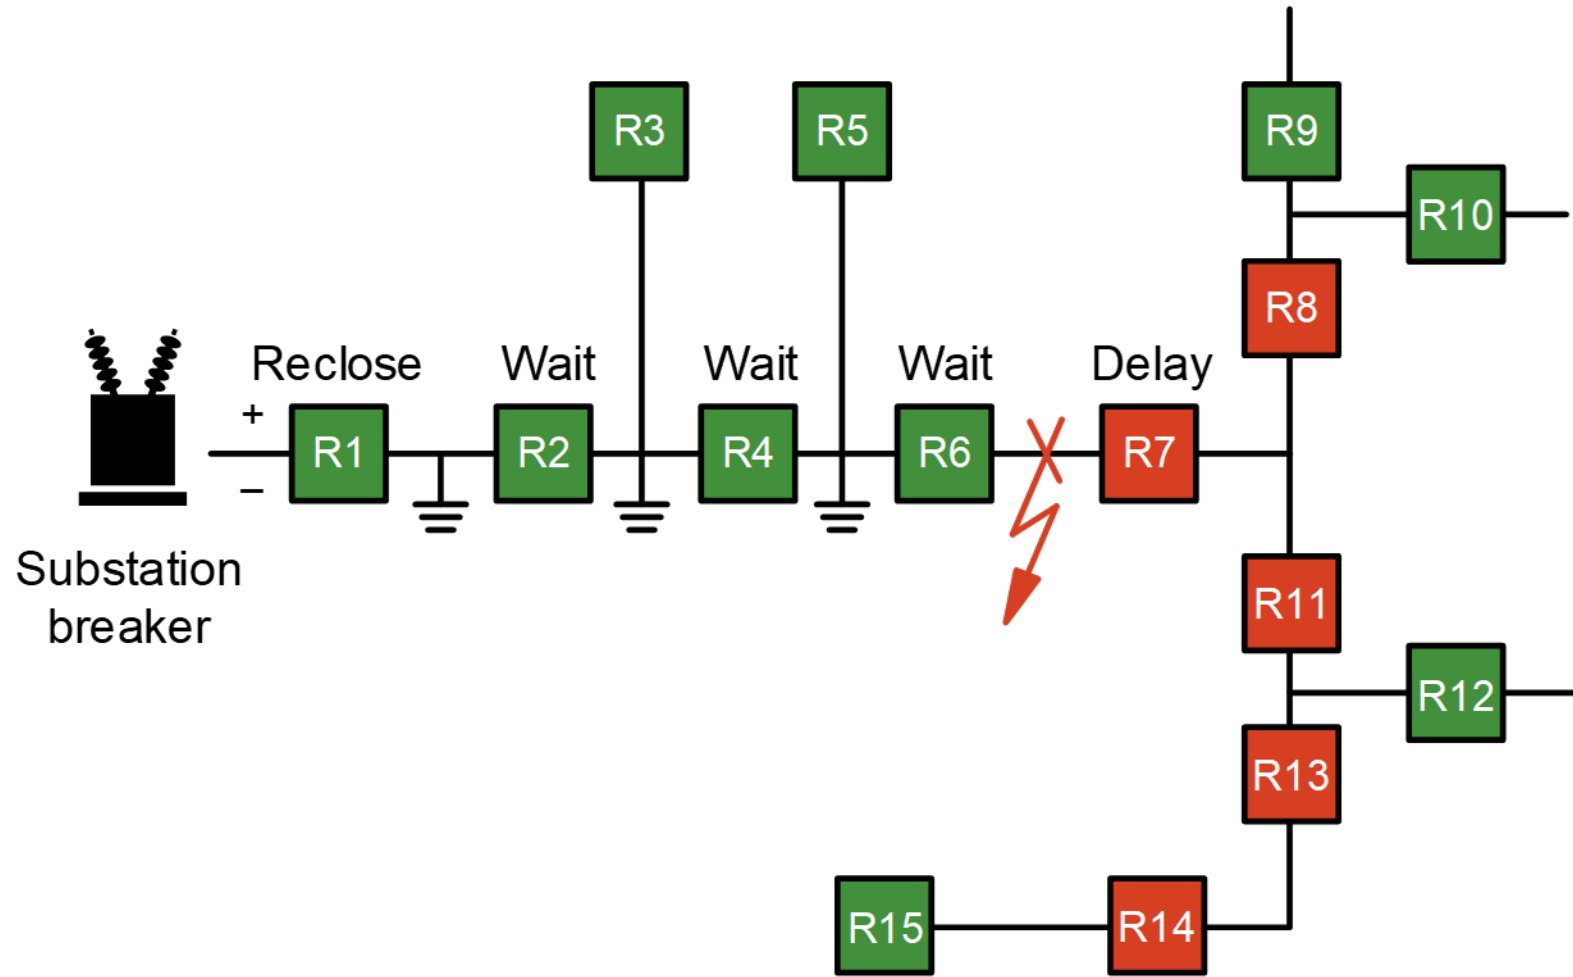 R3
R5
R9
R10
R8
Reclose
Wait
Wait
Wait
Delay
+
−
R1
R2
R4
R6
R7
Substation
breaker
R11
R12
R13
R15
R14